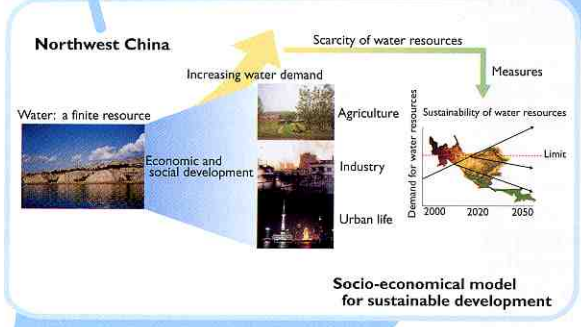 Northwest China
Scarcity of water resources
Measures
Increasing water demand
Water: a finite resource
Economic and
social development
Agriculture
Industry
Urban life
Sustainability of water resources
Demand for water resources
Limit
2000 2020 2050
Socio-economical model
for sustainable development